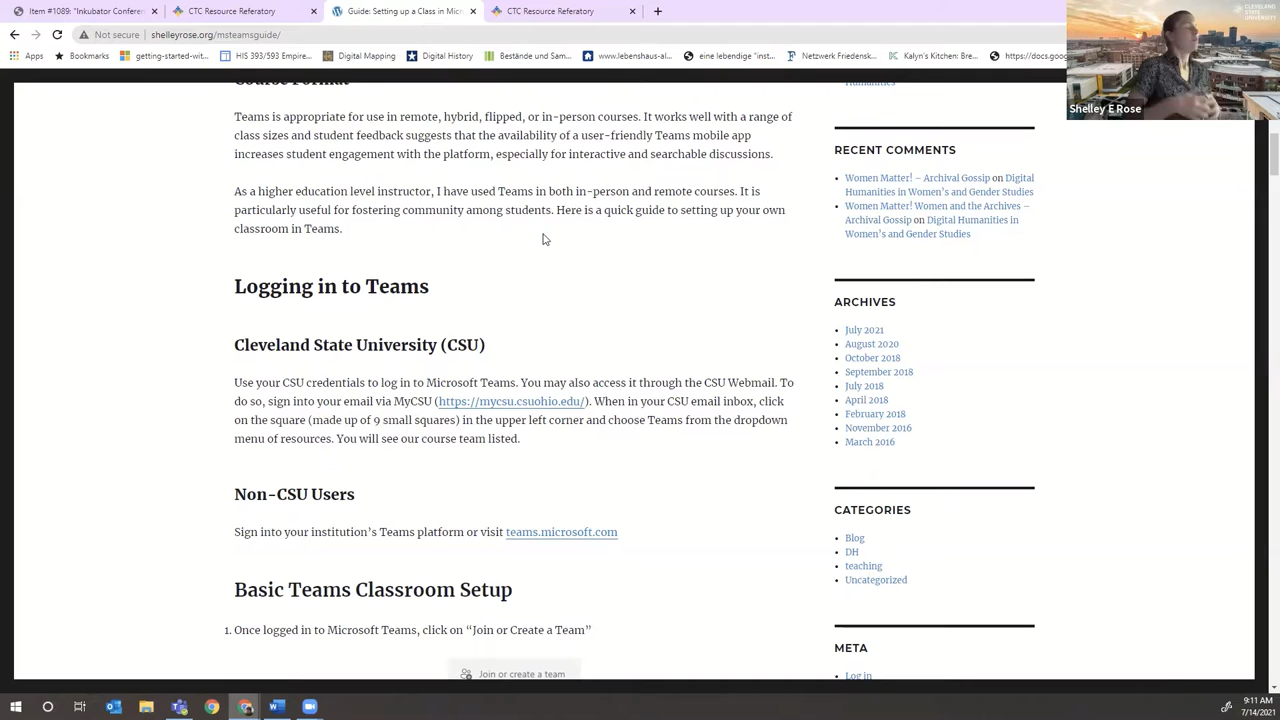 Item #1089: "Incubator Conferen
CTC Resource Referatory
Guide: Setting up a Class in Micr
CTC Resource Referatory
Not secure
shelleyrose.org/msteamsguide/
Apps
Bookmarks
getting-started-wit...
HIS 393/593 Empire...
Digital Mapping
Digital History
Bestände und Sam...
www.lebenshaus-al...
eine lebendige "inst...
Netzwerk Friedensk...
Kalyn's Kitchen: Bre...
https://docs.goog
CLEVELAND
STATE
UNIVERSITY
Shelley E Rose
Course Format
Teams is appropriate for use in remote, hybrid, flipped, or in-person courses. It works well with a range of
class sizes and student feedback suggests that the availability of a user-friendly Teams mobile app
increases student engagement with the platform, especially for interactive and searchable discussions.
As a higher education level instructor, I have used Teams in both in-person and remote courses. It is
particularly useful for fostering community among students. Here is a quick guide to setting up your own
classroom in Teams.
Logging in to Teams
Cleveland State University (CSU)
Use your CSU credentials to log in to Microsoft Teams. You may also access it through the CSU Webmail. To
do so, sign into your email via MyCSU (https://mycsu.csuohio.edu/). When in your CSU email inbox, click
on the square (made up of 9 small squares) in the upper left corner and choose Teams from the dropdown
menu of resources. You will see our course team listed.
Non-CSU Users
Sign into your institution's Teams platform or visit teams.microsoft.com
Basic Teams Classroom Setup
1. Once logged in to Microsoft Teams, click on "Join or Create a Team"
Join or create a team
Humanities
RECENT COMMENTS
Women Matter! – Archival Gossip on Digital
Humanities in Women's and Gender Studies
Women Matter! Women and the Archives –
Archival Gossip on Digital Humanities in
Women's and Gender Studies
ARCHIVES
July 2021
August 2020
October 2018
September 2018
July 2018
April 2018
February 2018
November 2016
March 2016
CATEGORIES
Blog
DH
teaching
Uncategorized
META
Log in
9:11 AM
7/14/2021